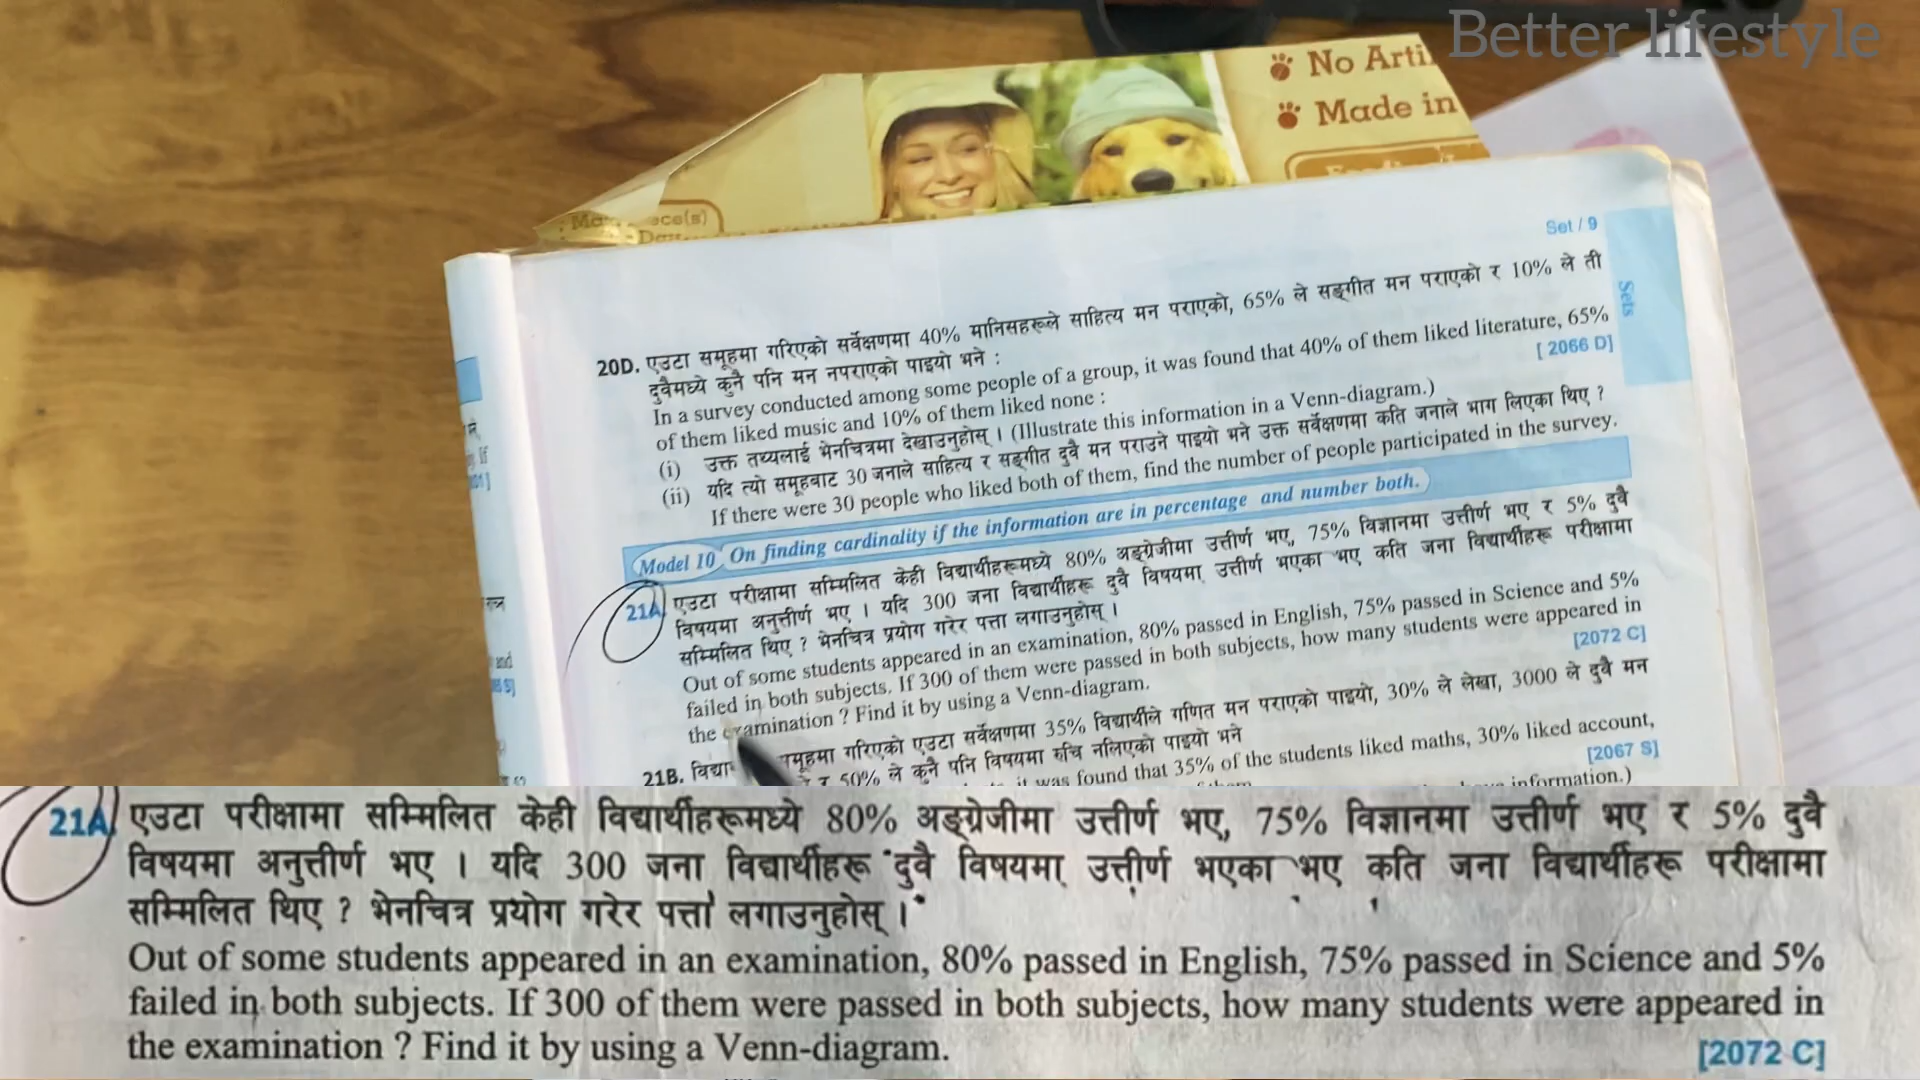 Better lifestyle
No Arti
Made in
Set / 9
Sets
20D. एउटा समूहमा गरिएको सर्वेक्षणमा 40% मानिसहरूले साहित्य मन पराएको, 65% ले सङ्गीत मन पराएको र 10% ले ती
दुवैमध्ये कुनै पनि मन नपराएको पाइयो भने :
In a survey conducted among some people of a group, it was found that 40% of them liked literature, 65%
of them liked music and 10% of them liked none :
[ 2066 D]
(i) उक्त तथ्यलाई भेनचित्रमा देखाउनुहोस् । (Illustrate this information in a Venn-diagram.)
(ii) यदि त्यो समूहबाट 30 जनाले साहित्य र सङ्गीत दुवै मन पराउने पाइयो भने उक्त सर्वेक्षणमा कति जनाले भाग लिएका थिए ?
If there were 30 people who liked both of them, find the number of people participated in the survey.
Model 10 On finding cardinality if the information are in percentage and number both.
21A. एउटा परीक्षामा सम्मिलित केही विद्यार्थीहरूमध्ये 80% अङ्ग्रेजीमा उत्तीर्ण भए, 75% विज्ञानमा उत्तीर्ण भए र 5% दुवै
विषयमा अनुत्तीर्ण भए । यदि 300 जना विद्यार्थीहरू दुवै विषयमा उत्तीर्ण भएका भए कति जना विद्यार्थीहरू परीक्षामा
सम्मिलित थिए ? भेनचित्र प्रयोग गरेर पत्ता लगाउनुहोस् ।
Out of some students appeared in an examination, 80% passed in English, 75% passed in Science and 5%
failed in both subjects. If 300 of them were passed in both subjects, how many students were appeared in
the examination ? Find it by using a Venn-diagram.
[2072 C]
21B. समूहमा गरिएको एउटा सर्वेक्षणमा 35% विद्यार्थीले गणित मन पराएको पाइयो, 30% ले लेखा, 3000 ले दुवै मन
र 50% ले कुनै पनि विषयमा रुचि नलिएको पाइयो भने
it was found that 35% of the students liked maths, 30% liked account,
[2067 S]
information.)
21A एउटा परीक्षामा सम्मिलित केही विद्यार्थीहरूमध्ये 80% अङ्ग्रेजीमा उत्तीर्ण भए, 75% विज्ञानमा उत्तीर्ण भए र 5% दुवै
विषयमा अनुत्तीर्ण भए । यदि 300 जना विद्यार्थीहरू दुवै विषयमा उत्तीर्ण भएका भए कति जना विद्यार्थीहरू परीक्षामा
सम्मिलित थिए ? भेनचित्र प्रयोग गरेर पत्ता लगाउनुहोस् ।
Out of some students appeared in an examination, 80% passed in English, 75% passed in Science and 5%
failed in both subjects. If 300 of them were passed in both subjects, how many students were appeared in
the examination ? Find it by using a Venn-diagram.
[2072 C]